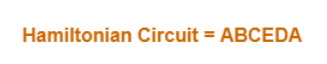 Hamiltonian Circuit = ABCEDA